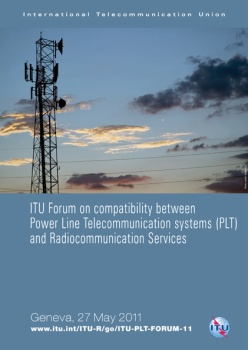 International Telecommunication Union
ITU Forum on compatibility between
Power Line Telecommunication systems (PLT)
and Radiocommunication Services
Geneva, 27 May 2011
www.itu.int/ITU-R/go/ITU-PLT-FORUM-11
ITU